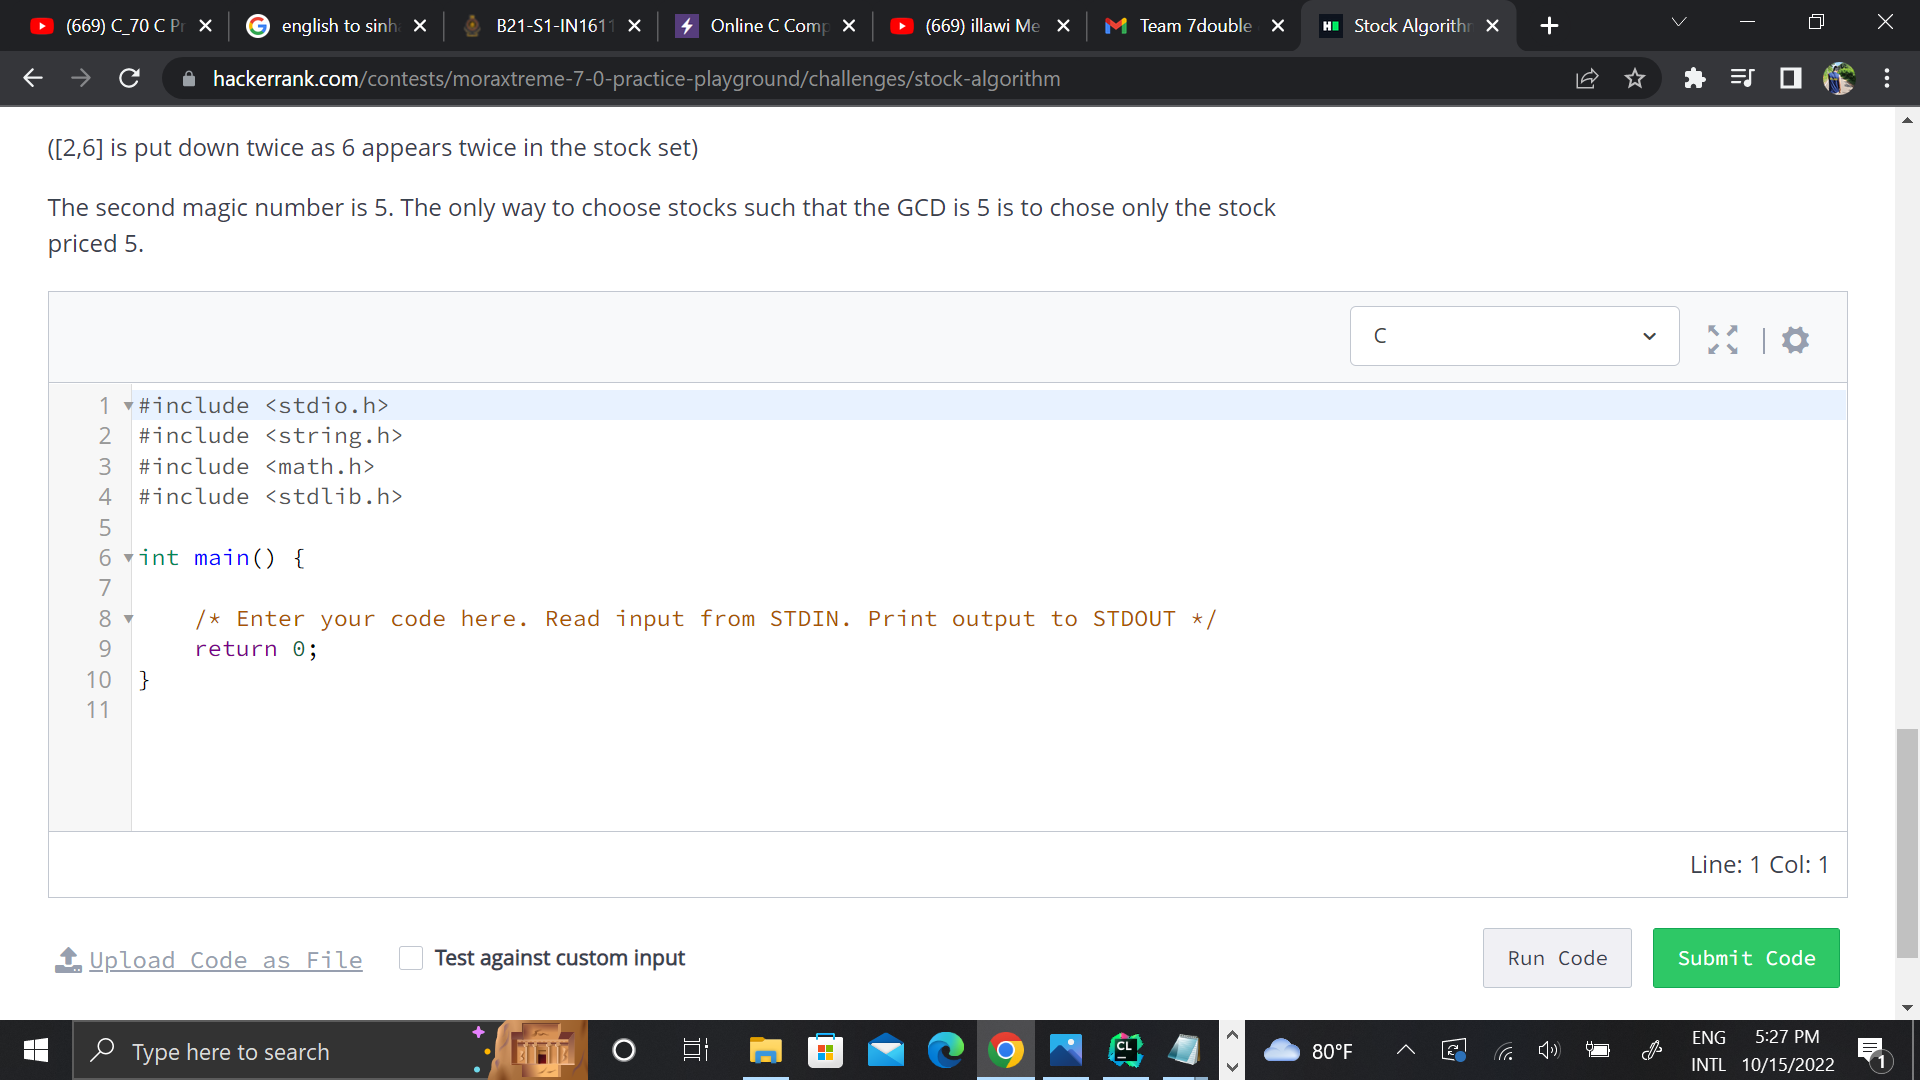 (669) C_70 C Pr
english to sinh
B21-S1-IN1611
Online C Comp
(669) illawi Me
Team 7double
Stock Algorithm
hackerrank.com/contests/moraxtreme-7-0-practice-playground/challenges/stock-algorithm
([2,6] is put down twice as 6 appears twice in the stock set)
The second magic number is 5. The only way to choose stocks such that the GCD is 5 is to chose only the stock
priced 5.
C
1 #include <stdio.h>
2 #include <string.h>
3 #include <math.h>
4 #include <stdlib.h>
5
6 int main() {
7
8 /* Enter your code here. Read input from STDIN. Print output to STDOUT */
9 return 0;
10 }
11
Line: 1 Col: 1
Upload Code as File
Test against custom input
Run Code
Submit Code
Type here to search
CL
80°F
ENG
INTL
5:27 PM
10/15/2022
1